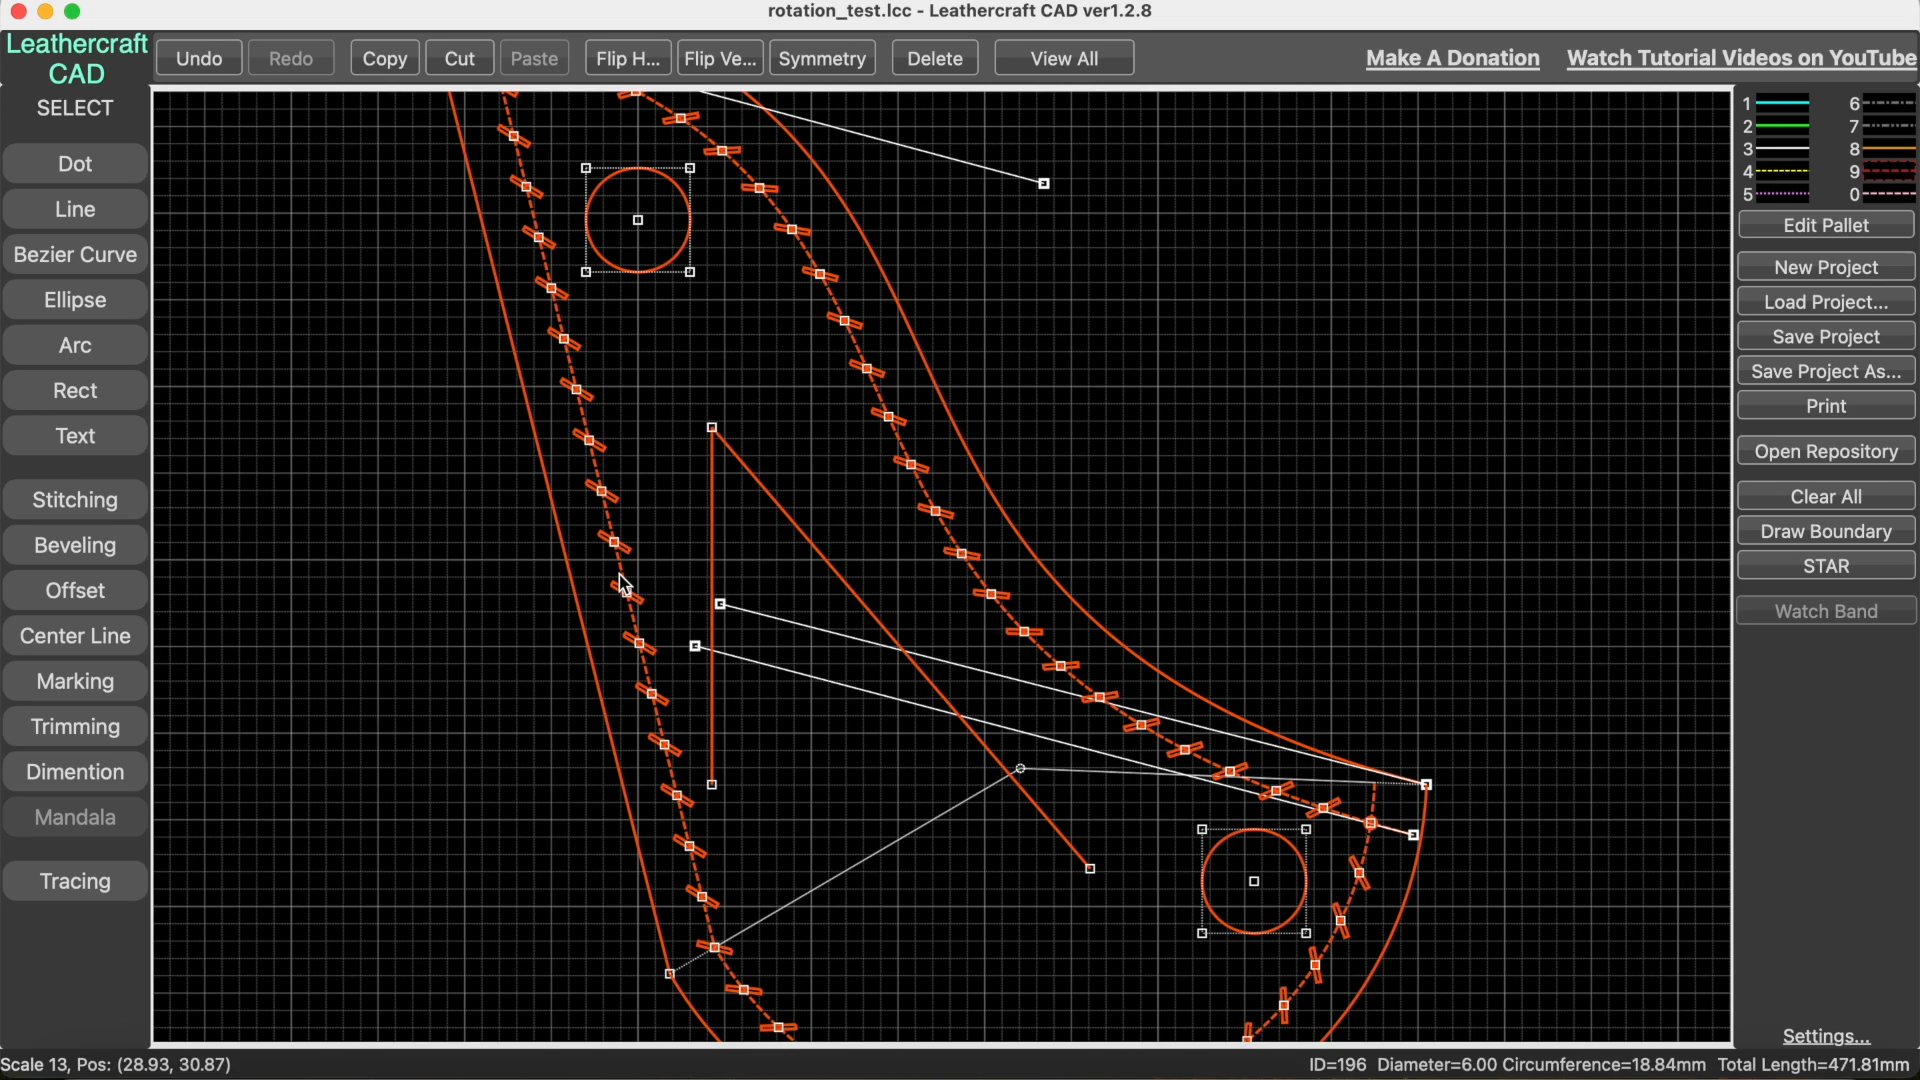 rotation_test.lcc - Leathercraft CAD ver1.2.8
Leathercraft
CAD
Undo
Redo
Copy
Cut
Paste
Flip H...
Flip Ve...
Symmetry
Delete
View All
Make A Donation
Watch Tutorial Videos on YouTube
SELECT
Dot
Line
Bezier Curve
Ellipse
Arc
Rect
Text
Stitching
Beveling
Offset
Center Line
Marking
Trimming
Dimention
Mandala
Tracing
1
6
2
7
3
8
4
9
5
0
Edit Pallet
New Project
Load Project...
Save Project
Save Project As...
Print
Open Repository
Clear All
Draw Boundary
STAR
Watch Band
Settings...
Scale 13, Pos: (28.93, 30.87)
ID=196 Diameter=6.00 Circumference=18.84mm Total Length=471.81mm